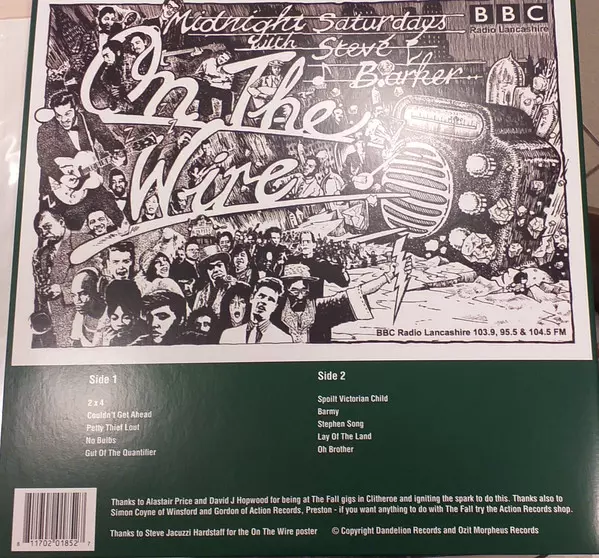 Midnight Saturdays
with Steve
Barker
BBC
Radio Lancashire
On The
Wire
BBC Radio Lancashire 103.9, 95.5 & 104.5 FM
Side 1
2 x 4
Couldn't Get Ahead
Petty Thief Lout
No Bulbs
Gut Of The Quantifier
Side 2
Spoilt Victorian Child
Barmy
Stephen Song
Lay Of The Land
Oh Brother
Thanks to Alastair Price and David J Hopwood for being at The Fall gigs in Clitheroe and igniting the spark to do this. Thanks also to
Simon Coyne of Winsford and Gordon of Action Records, Preston - if you want anything to do with The Fall try the Action Records shop.
Thanks to Steve Jacuzzi Hardstaff for the On The Wire poster © Copyright Dandelion Records and Ozit Morpheus Records
8 11702 01852 7